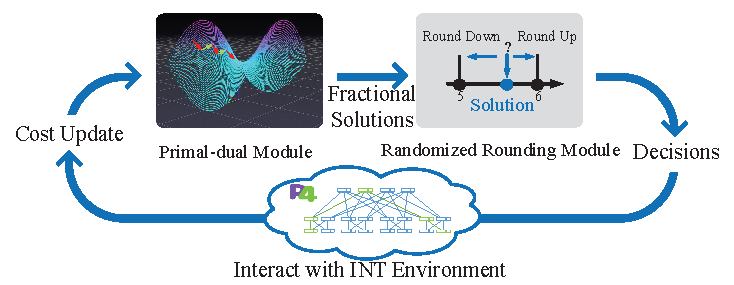 Round Down
Round Up
?
5
6
Solution
Fractional
Solutions
Cost Update
Primal-dual Module
Randomized Rounding Module
Decisions
P4
Interact with INT Environment